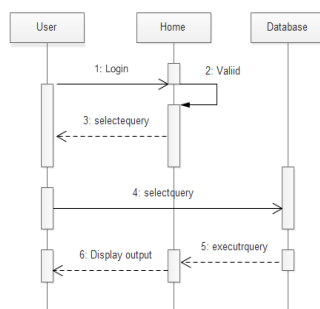 User
Home
Database
1: Login
2: Valiid
3: selectequery
4: selectquery
5: executrquery
6: Display output